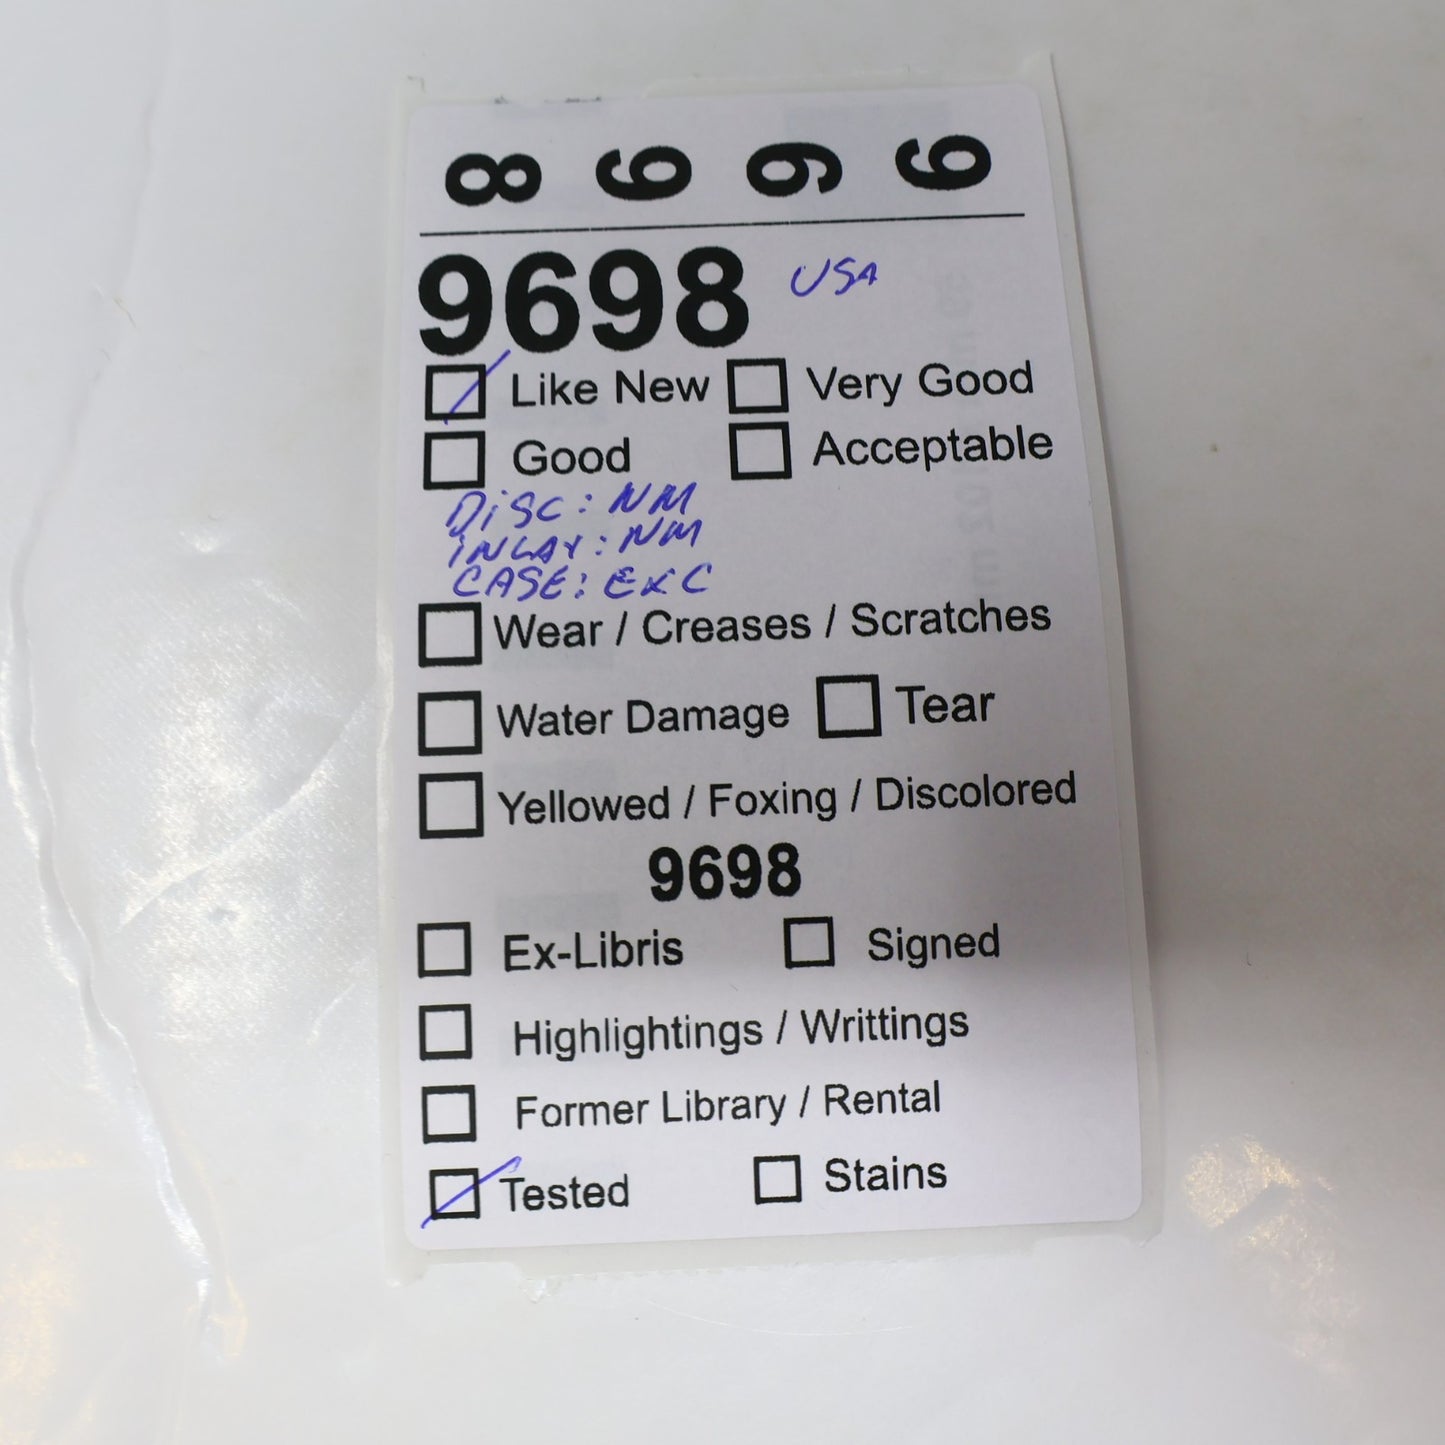 9698
9698 USA
Like New Very Good
Good Acceptable
DISC: NM
INLAY: NM
CASE: EXC
Wear / Creases / Scratches
Water Damage Tear
Yellowed / Foxing / Discolored
9698
Ex-Libris Signed
Highlightings / Writtings
Former Library / Rental
Tested Stains